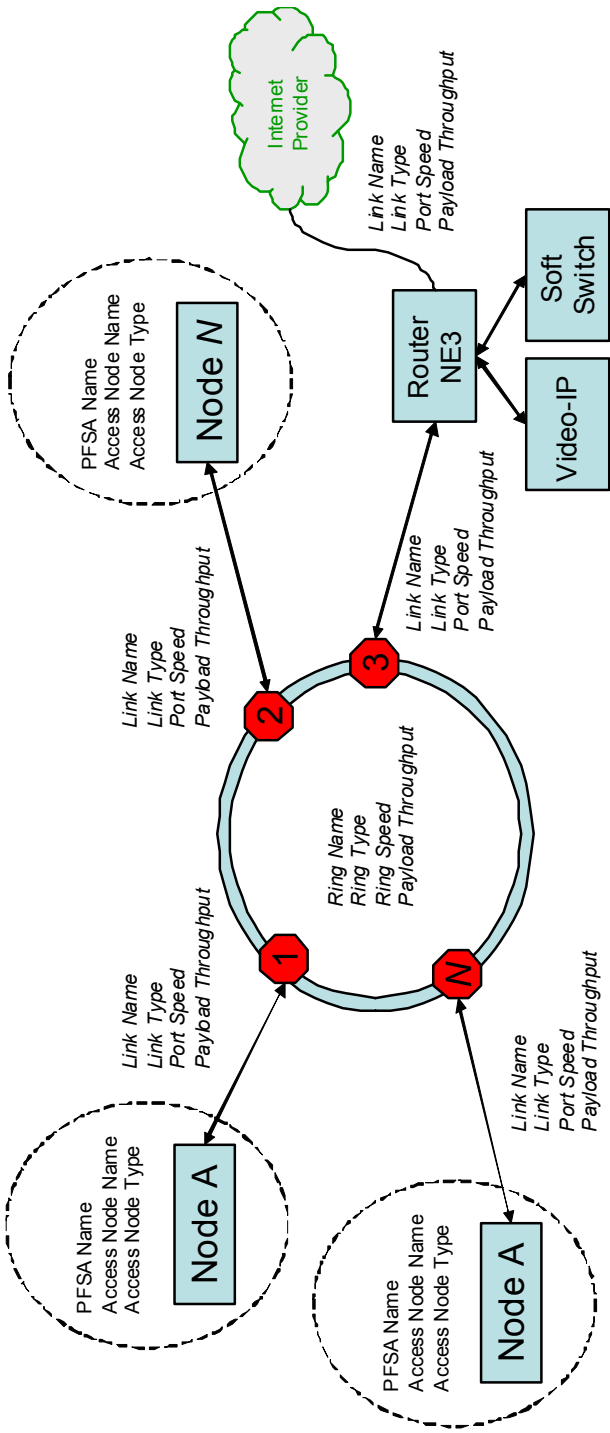 PFSA Name
Access Node Name
Access Node Type
Node A
Link Name
Link Type
Port Speed
Payload Throughput
1
Link Name
Link Type
Port Speed
Payload Throughput
2
PFSA Name
Access Node Name
Access Node Type
Node N
Internet
Provider
Ring Name
Ring Type
Ring Speed
Payload Throughput
3
N
Link Name
Link Type
Port Speed
Payload Throughput
Router
NE3
Link Name
Link Type
Port Speed
Payload Throughput
PFSA Name
Access Node Name
Access Node Type
Node A
Link Name
Link Type
Port Speed
Payload Throughput
Video-IP
Soft
Switch